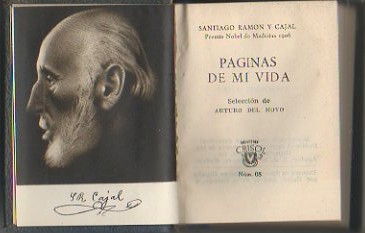 S R Cajal
SANTIAGO RAMON Y CAJAL
Premio Nobel de Medicina 1906
PAGINAS
DE MI VIDA
Selección de
ARTURO DEL HOYO
CRISOL
Núm. 08